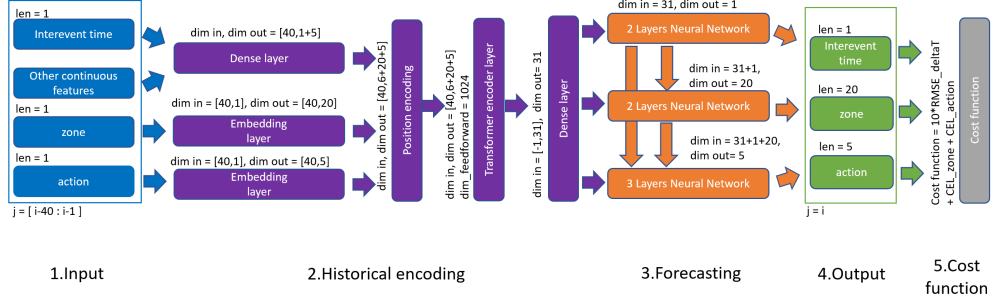 len = 1
Interevent time
Other continuous
features
len = 1
zone
len = 1
action
j = [ i-40 : i-1 ]
1.Input
dim in, dim out = [40,1+5]
Dense layer
dim in = [40,1], dim out = [40,20]
Embedding
layer
dim in = [40,1], dim out = [40,5]
Embedding
layer
dim in, dim out = [40,6+20+5]
Position encoding
dim in, dim out = [40,6+20+5]
dim_feedforward = 1024
Transformer encoder layer
dim in = [-1,31], dim out= 31
Dense layer
2.Historical encoding
dim in = 31, dim out = 1
2 Layers Neural Network
dim in = 31+1,
dim out = 20
2 Layers Neural Network
dim in = 31+1+20,
dim out= 5
3 Layers Neural Network
3.Forecasting
len = 1
Interevent
time
len = 20
zone
len = 5
action
j = i
4.Output
Cost function = 10*RMSE_deltaT
+ CEL_zone + CEL_action
Cost function
5.Cost
function